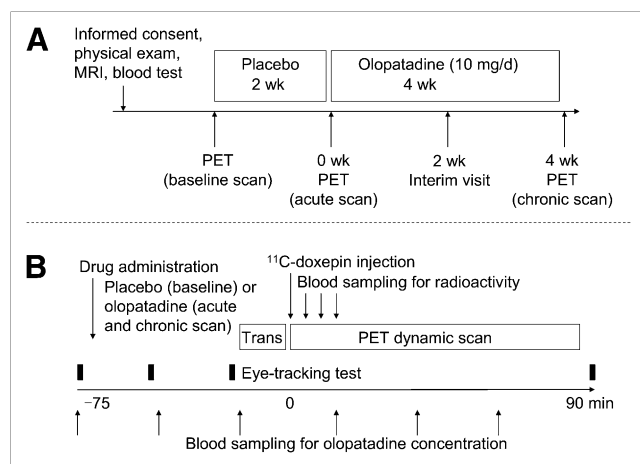 A
Informed consent,
physical exam,
MRI, blood test
Placebo
2 wk
Olopatadine (10 mg/d)
4 wk
PET
(baseline scan)
0 wk
PET
(acute scan)
2 wk
Interim visit
4 wk
PET
(chronic scan)
B
Drug administration
Placebo (baseline) or
olopatadine (acute
and chronic scan)
¹¹C-doxepin injection
Blood sampling for radioactivity
Trans
PET dynamic scan
Eye-tracking test
−75
0
90 min
Blood sampling for olopatadine concentration